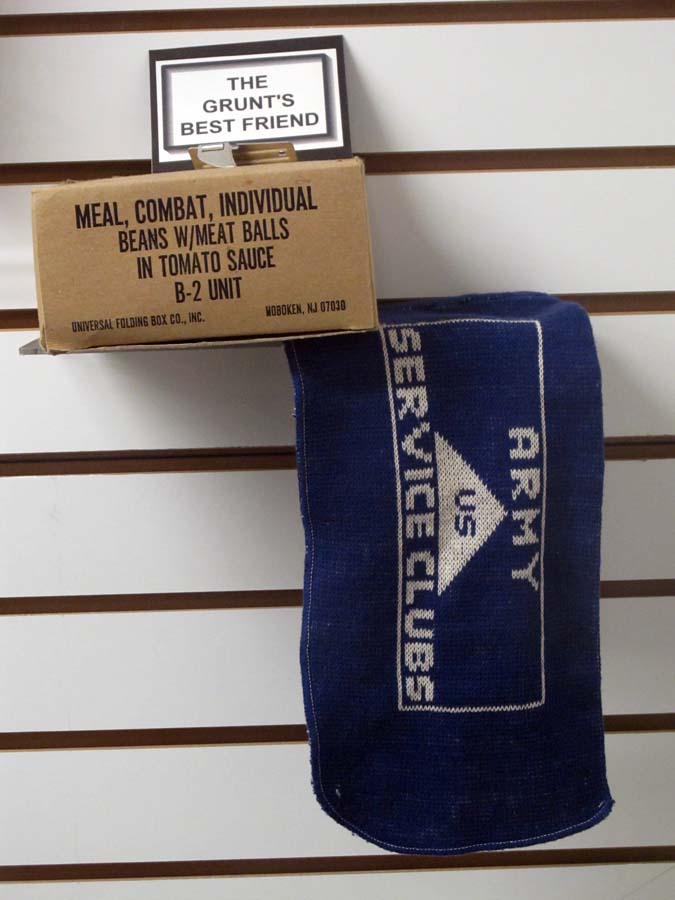 THE
GRUNT'S
BEST FRIEND
MEAL, COMBAT, INDIVIDUAL
BEANS W/MEAT BALLS
IN TOMATO SAUCE
B-2 UNIT
UNIVERSAL FOLDING BOX CO., INC. HOBOKEN, NJ 07030
ARMY
US
SERVICE CLUBS